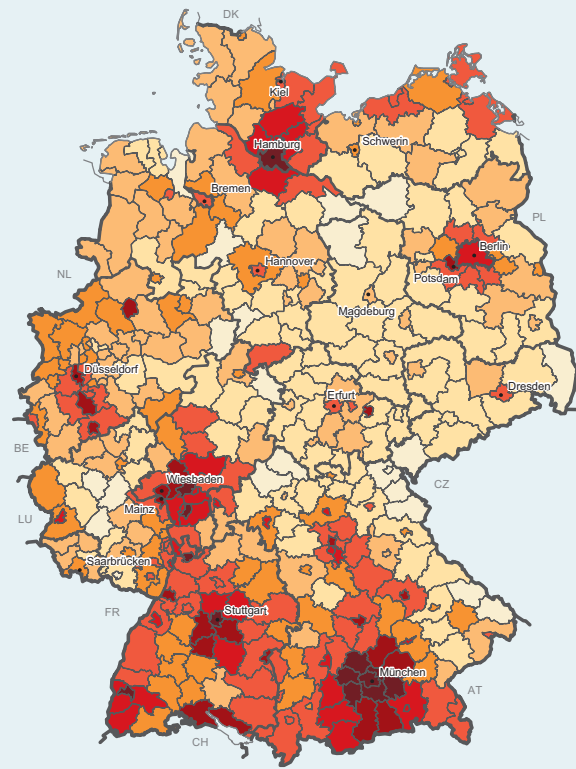 DK
Kiel
Hamburg
Schwerin
Bremen
PL
Berlin
Hannover
NL
Potsdam
Magdeburg
Düsseldorf
Dresden
Erfurt
BE
Wiesbaden
CZ
Mainz
LU
Saarbrücken
FR
Stuttgart
München
AT
CH